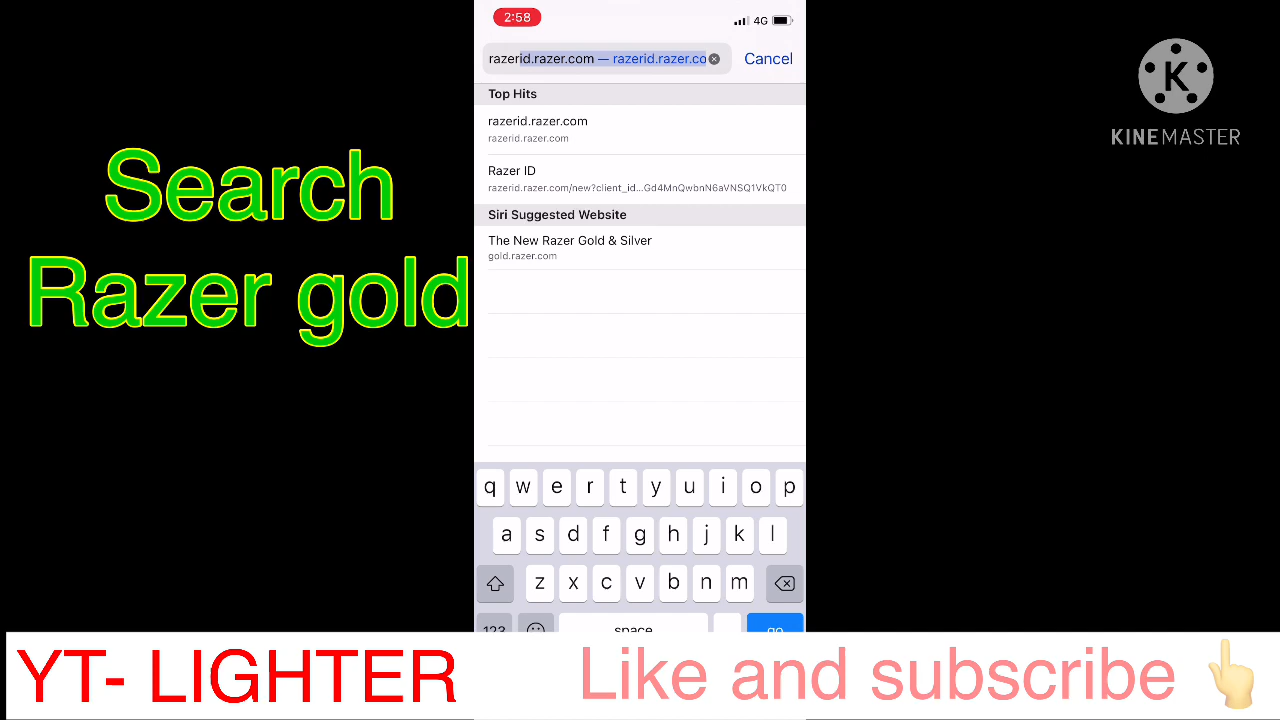 2:58
4G
razerid.razer.com — razerid.razer.co
Cancel
Top Hits
razerid.razer.com
razerid.razer.com
Razer ID
razerid.razer.com/new?client_id...Gd4MnQwbnN6aVNSQ1VkQT0
Siri Suggested Website
The New Razer Gold & Silver
gold.razer.com
Search
Razer gold
K
KINEMASTER
q w e r t y u i o p
a s d f g h j k l
z x c v b n m
123 space go
YT- LIGHTER
Like and subscribe 👆